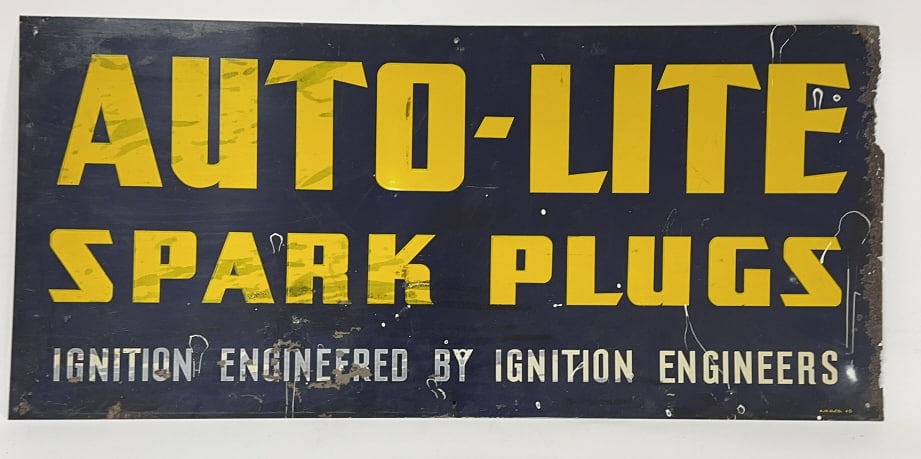 AUTO-LITE
SPARK PLUGS
IGNITION ENGINEERED BY IGNITION ENGINEERS